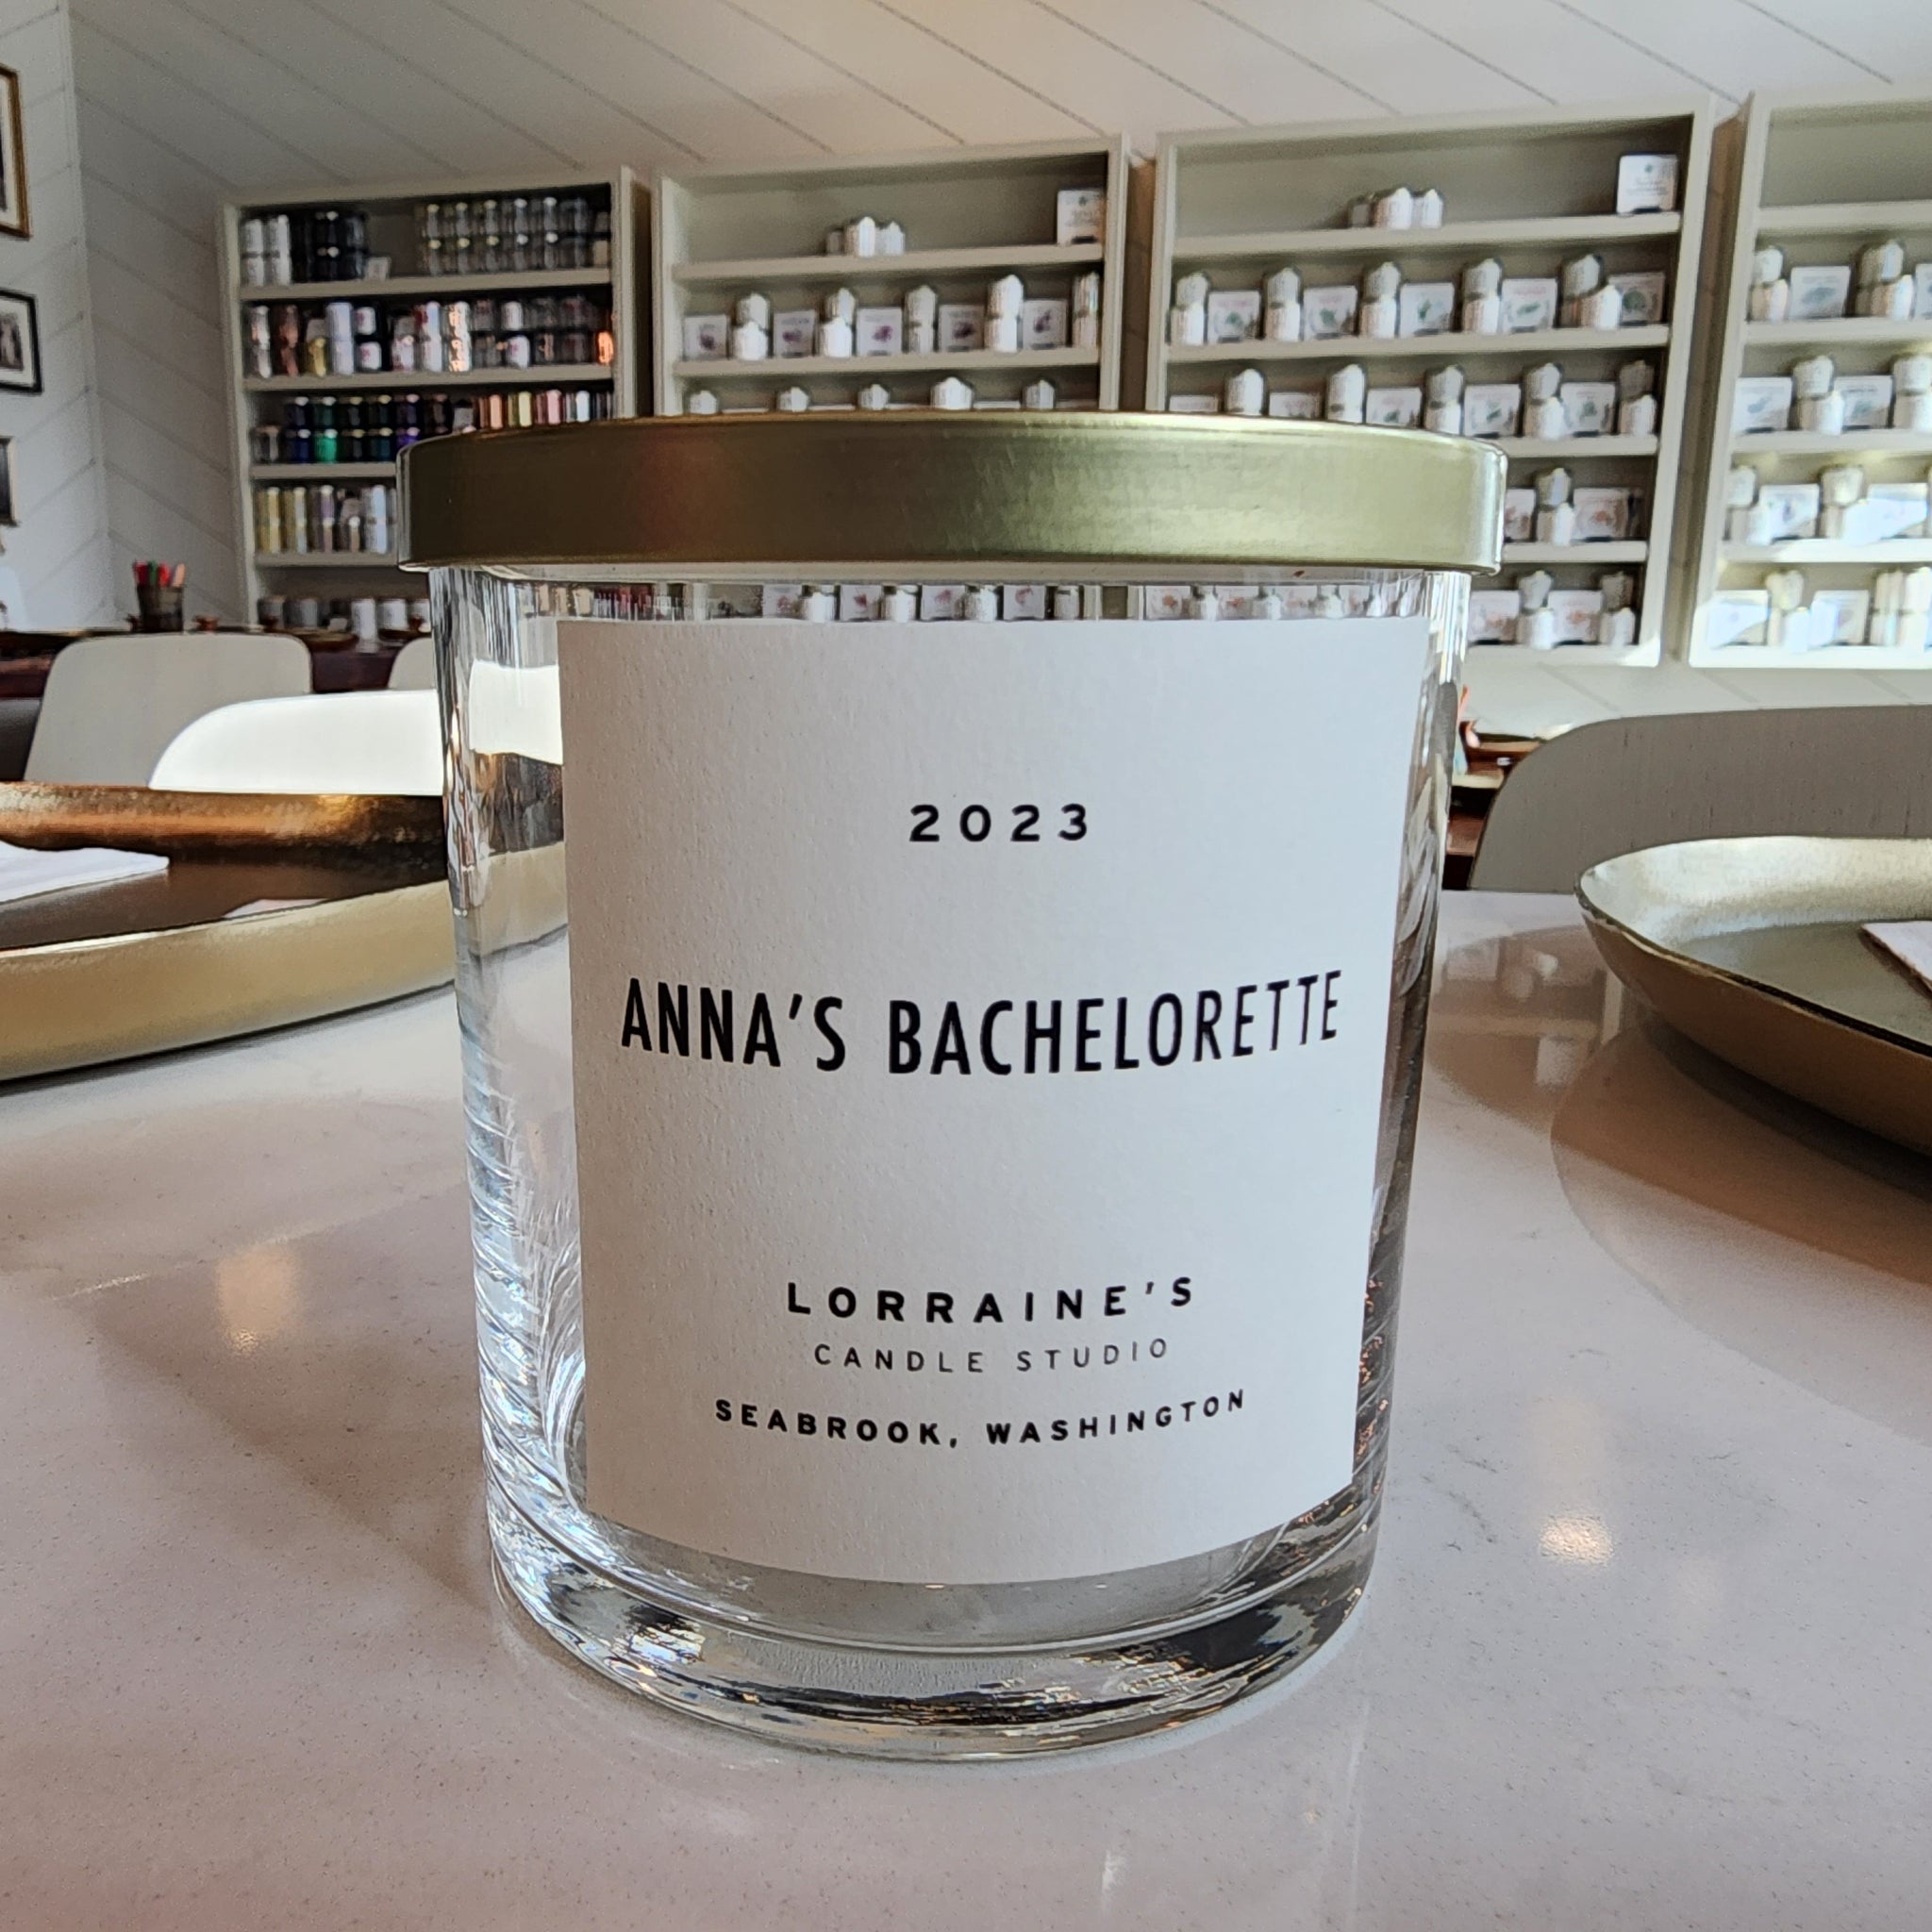 2023
ANNA'S BACHELORETTE
LORRAINE'S
CANDLE STUDIO
SEABROOK, WASHINGTON